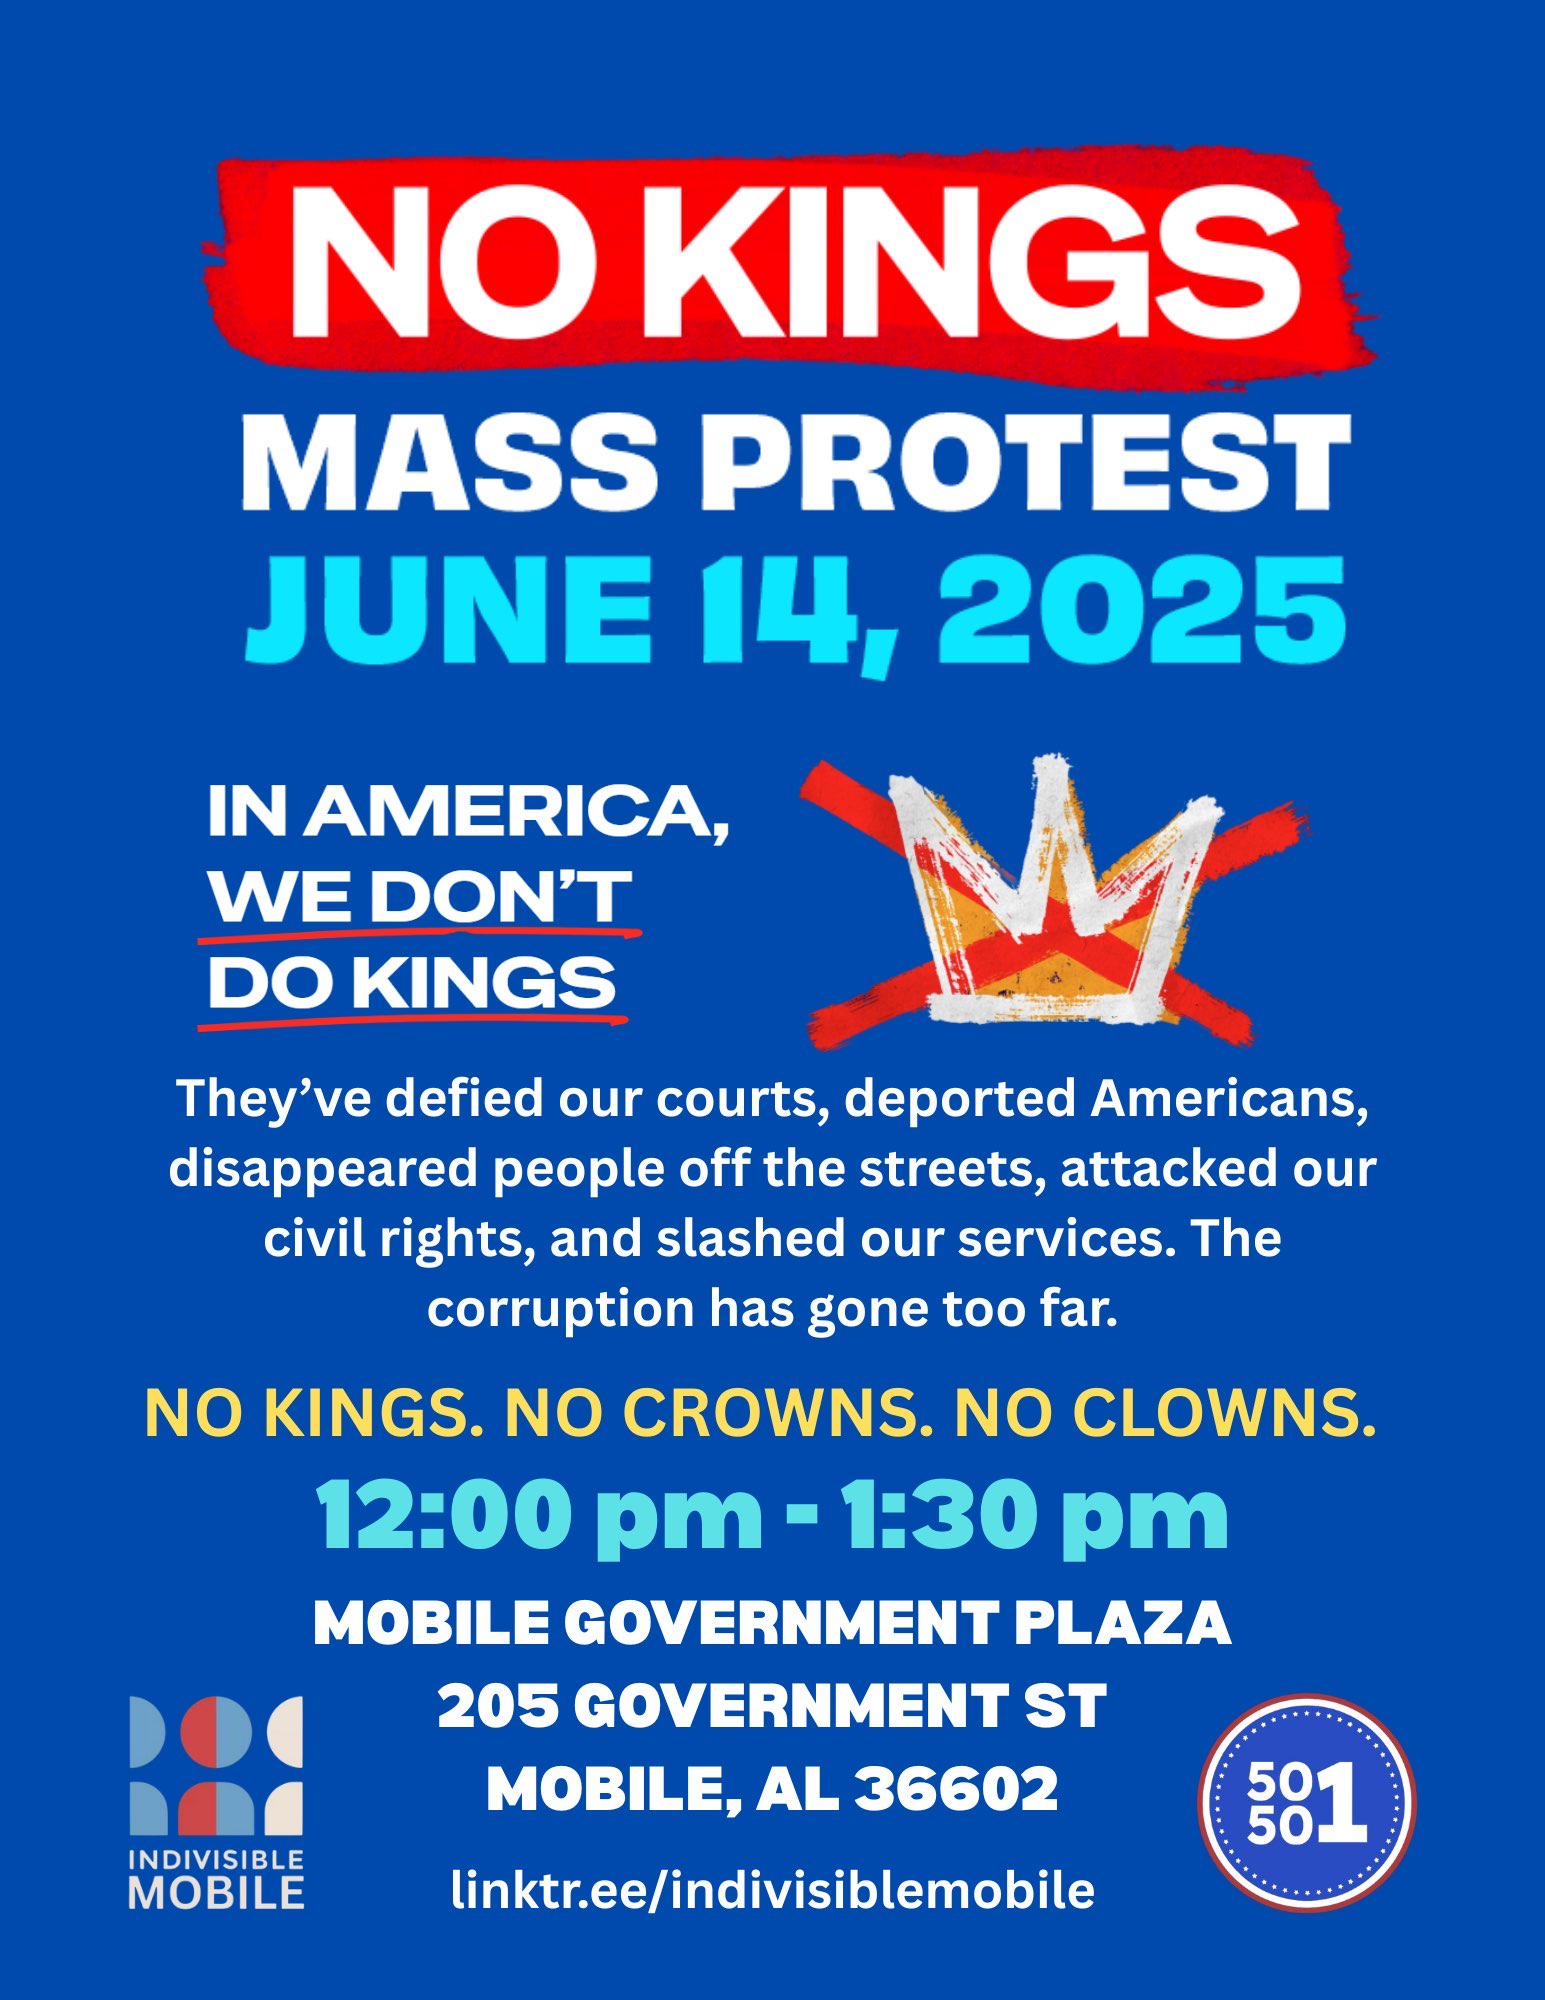 NO KINGS
MASS PROTEST
JUNE 14, 2025
IN AMERICA,
WE DON'T
DO KINGS
They've defied our courts, deported Americans,
disappeared people off the streets, attacked our
civil rights, and slashed our services. The
corruption has gone too far.
NO KINGS. NO CROWNS. NO CLOWNS.
12:00 pm - 1:30 pm
MOBILE GOVERNMENT PLAZA
205 GOVERNMENT ST
MOBILE, AL 36602
linktr.ee/indivisiblemobile
INDIVISIBLE
MOBILE
50
501